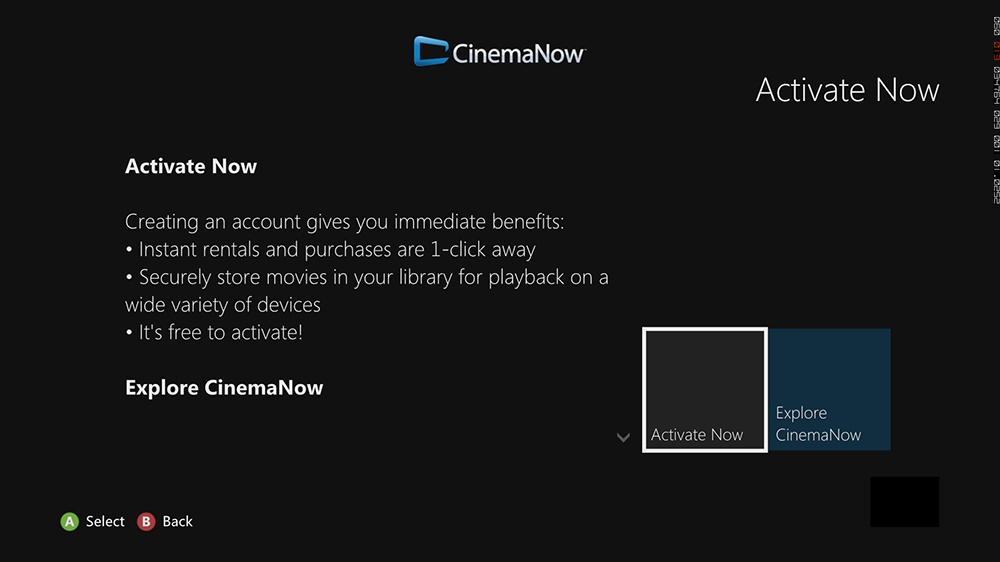 CinemaNow
Activate Now
Activate Now
Creating an account gives you immediate benefits:
• Instant rentals and purchases are 1-click away
• Securely store movies in your library for playback on a
wide variety of devices
• It's free to activate!
Explore CinemaNow
Activate Now
Explore
CinemaNow
A Select B Back